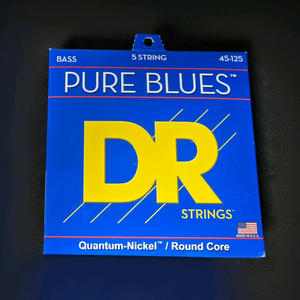 BASS 5 STRING 45-125
PURE BLUES™
DR
STRINGS™
MADE IN U.S.A.
Quantum-Nickel™ / Round Core